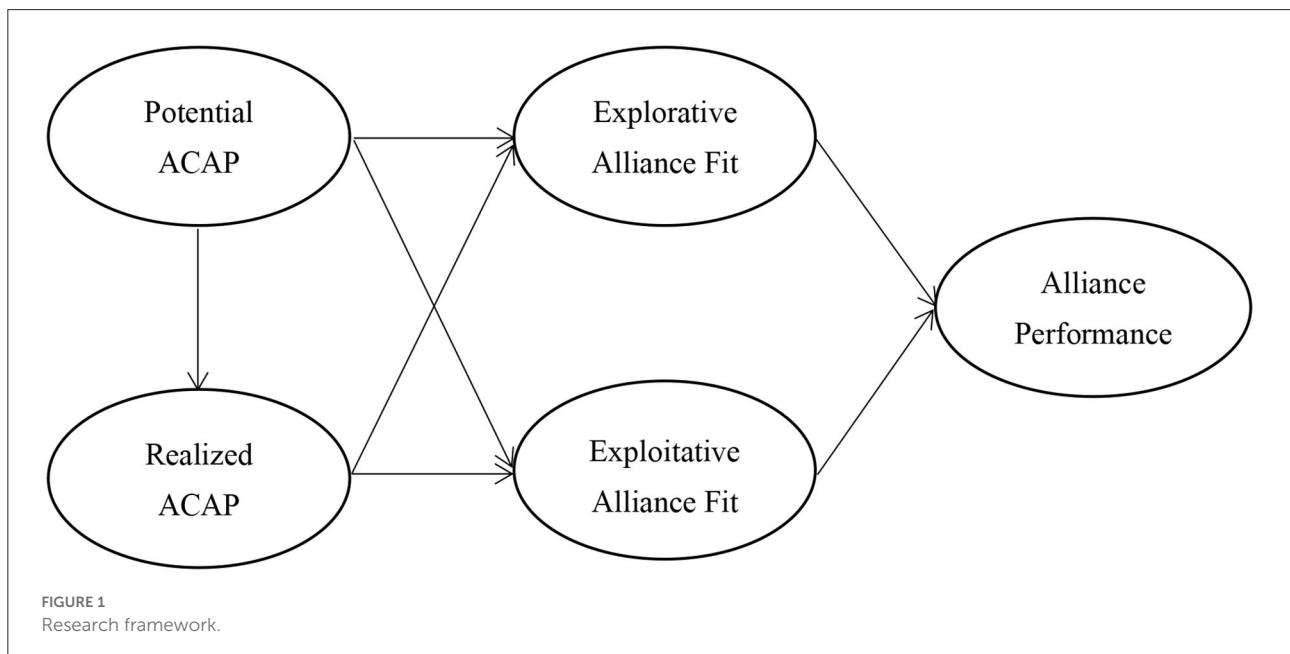 Potential
ACAP
Explorative
Alliance Fit
Alliance
Performance
Realized
ACAP
Exploitative
Alliance Fit
FIGURE 1
Research framework.